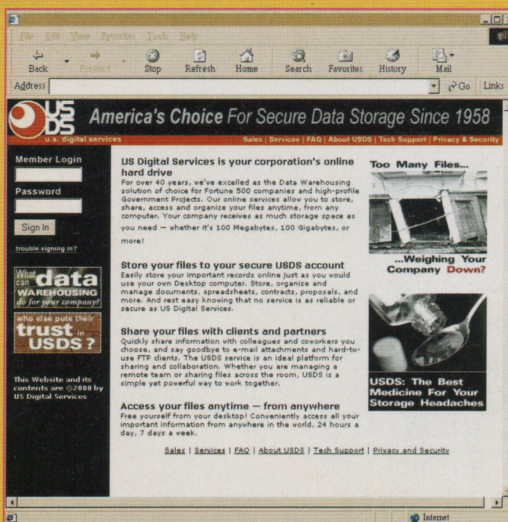 File Edit View Favorites Tools Help
Back Forward Stop Refresh Home Search Favorites History Mail
Address Go Links
US
DS
u.s. digital services
America's Choice For Secure Data Storage Since 1958
Sales | Services | FAQ | About USDS | Tech Support | Privacy & Security
Member Login
Password
Sign In
trouble signing in?
What can data
WAREHOUSING
do for your company?
who else puts their
trust in
USDS?
This Website and its
contents are ©2000 by
US Digital Services
US Digital Services is your corporation's online
hard drive
For over 40 years, we've excelled as the Data Warehousing
solution of choice for Fortune 500 companies and high-profile
Government Projects. Our online services allow you to store,
share, access and organize your files anytime, from any
computer. Your company receives as much storage space as
you need — whether it's 100 Megabytes, 100 Gigabytes, or
more!
Store your files to your secure USDS account
Easily store your important records online just as you would
use your own Desktop computer. Store, organize and
manage documents, spreadsheets, contracts, proposals, and
more. And rest easy knowing that no service is as reliable or
secure as US Digital Services.
Share your files with clients and partners
Quickly share information with colleagues and coworkers you
choose, and say goodbye to e-mail attachments and hard-to-
use FTP clients. The USDS service is an ideal platform for
sharing and collaboration. Whether you are managing a
remote team or sharing files across the room, USDS is a
simple yet powerful way to work together.
Access your files anytime — from anywhere
Free yourself from your desktop! Conveniently access all your
important information from anywhere in the world, 24 hours a
day, 7 days a week.
Too Many Files...
...Weighing Your
Company Down?
USDS: The Best
Medicine For Your
Storage Headaches
Sales | Services | FAQ | About USDS | Tech Support | Privacy and Security
Internet